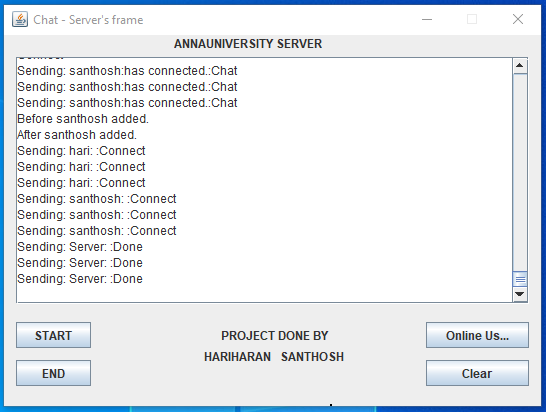 Chat - Server's frame
ANNAUNIVERSITY SERVER
Connect
Sending: santhosh:has connected.:Chat
Sending: santhosh:has connected.:Chat
Sending: santhosh:has connected.:Chat
Before santhosh added.
After santhosh added.
Sending: hari: :Connect
Sending: hari: :Connect
Sending: hari: :Connect
Sending: santhosh: :Connect
Sending: santhosh: :Connect
Sending: santhosh: :Connect
Sending: Server: :Done
Sending: Server: :Done
Sending: Server: :Done
START
PROJECT DONE BY
Online Us...
HARIHARAN SANTHOSH
END
Clear